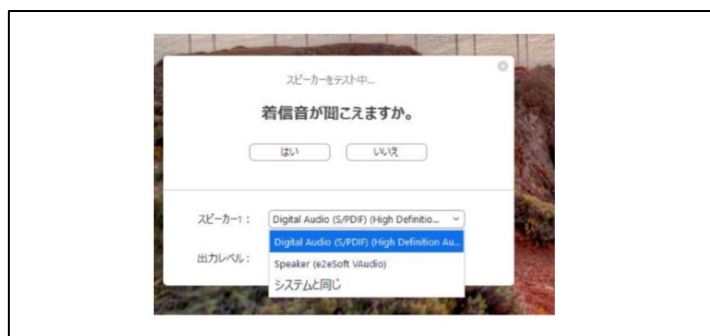 スピーカーをテスト中...
着信音が聞こえますか。
はい いいえ
スピーカー1： Digital Audio (S/PDIF) (High Definitio...
Digital Audio (S/PDIF) (High Definition Au...
出力レベル：
Speaker (e2eSoft VAudio)
システムと同じ